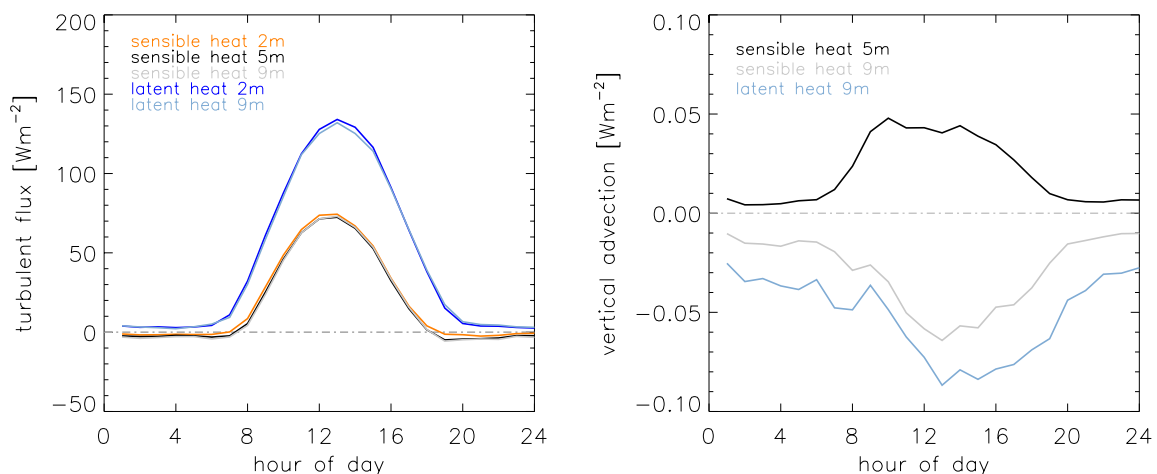 200
150
100
50
0
−50
turbulent flux [Wm−2]
sensible heat 2m
sensible heat 5m
sensible heat 9m
latent heat 2m
latent heat 9m
0 4 8 12 16 20 24
hour of day
0.10
0.05
0.00
−0.05
−0.10
vertical advection [Wm−2]
sensible heat 5m
sensible heat 9m
latent heat 9m
0 4 8 12 16 20 24
hour of day